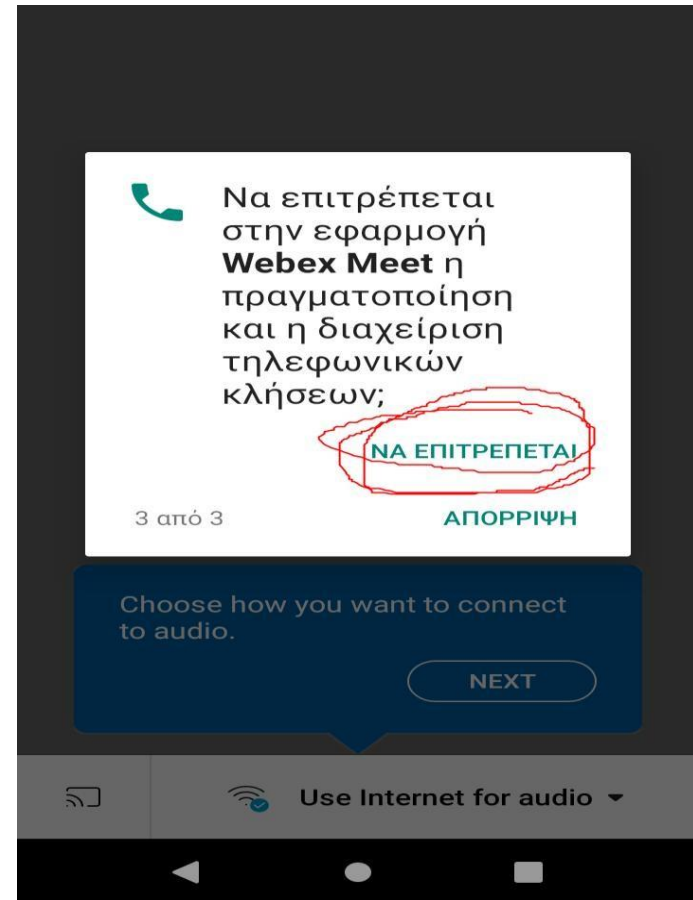 Να επιτρέπεται
στην εφαρμογή
Webex Meet η
πραγματοποίηση
και η διαχείριση
τηλεφωνικών
κλήσεων;
ΝΑ ΕΠΙΤΡΕΠΕΤΑΙ
3 από 3
ΑΠΟΡΡΙΨΗ
Choose how you want to connect
to audio.
NEXT
Use Internet for audio